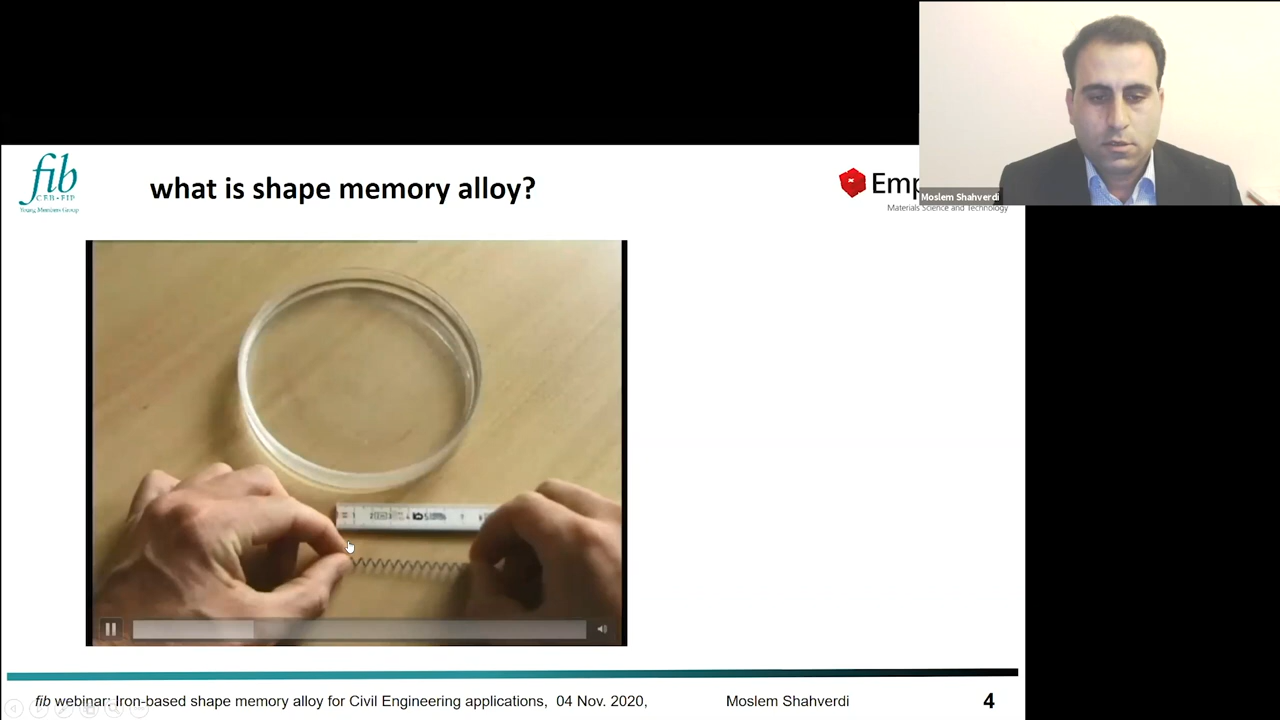 fib
CEB-FIP
Young Members Group
what is shape memory alloy?
Emp
Materials Science and Technology
Moslem Shahverdi
fib webinar: Iron-based shape memory alloy for Civil Engineering applications, 04 Nov. 2020,
Moslem Shahverdi
4